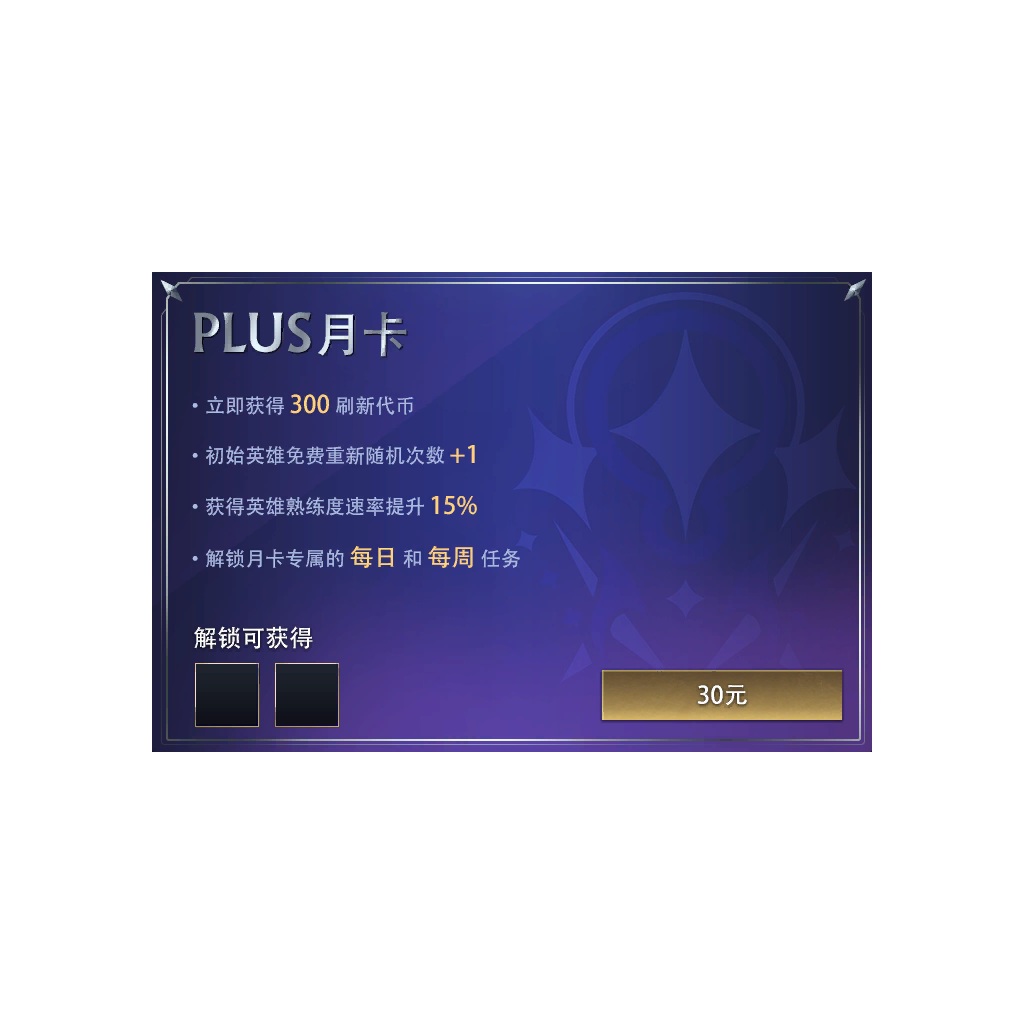 PLUS月卡
• 立即获得 300 刷新代币
• 初始英雄免费重新随机次数 +1
• 获得英雄熟练度速率提升 15%
• 解锁月卡专属的 每日 和 每周 任务
解锁可获得
30元